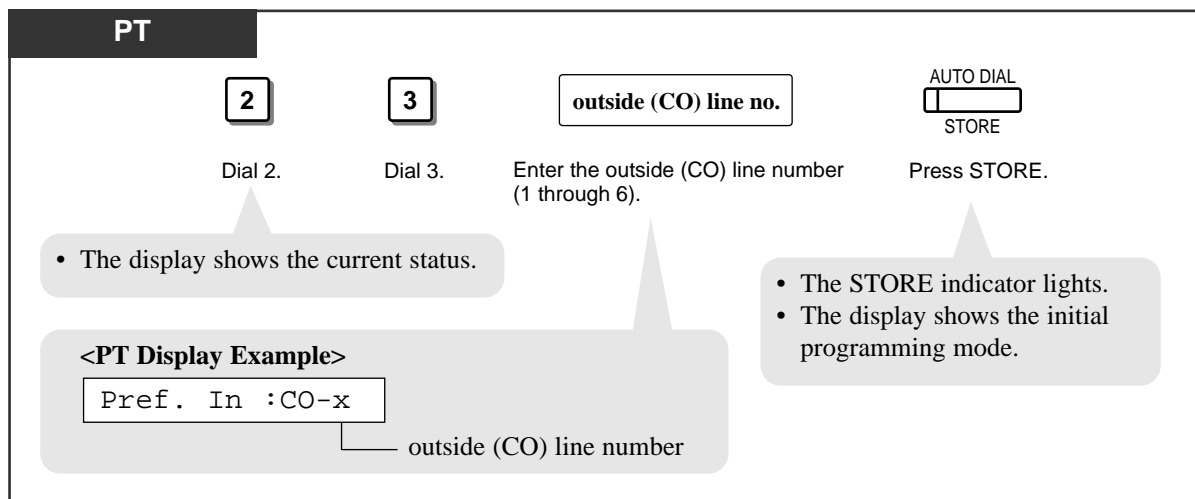 PT
2
3
outside (CO) line no.
AUTO DIAL
STORE
Dial 2.
Dial 3.
Enter the outside (CO) line number
(1 through 6).
Press STORE.
• The display shows the current status.
• The STORE indicator lights.
• The display shows the initial
programming mode.
<PT Display Example>
Pref. In :CO-x
outside (CO) line number